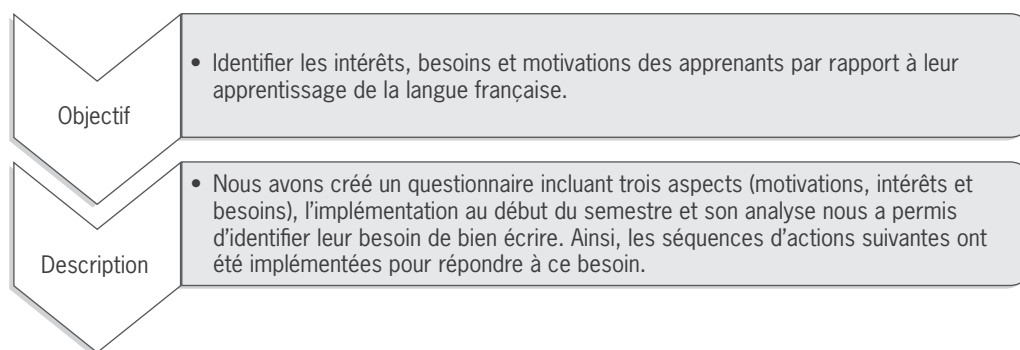 Objectif
• Identifier les intérêts, besoins et motivations des apprenants par rapport à leur
apprentissage de la langue française.
Description
• Nous avons créé un questionnaire incluant trois aspects (motivations, intérêts et
besoins), l'implémentation au début du semestre et son analyse nous a permis
d'identifier leur besoin de bien écrire. Ainsi, les séquences d'actions suivantes ont
été implémentées pour répondre à ce besoin.